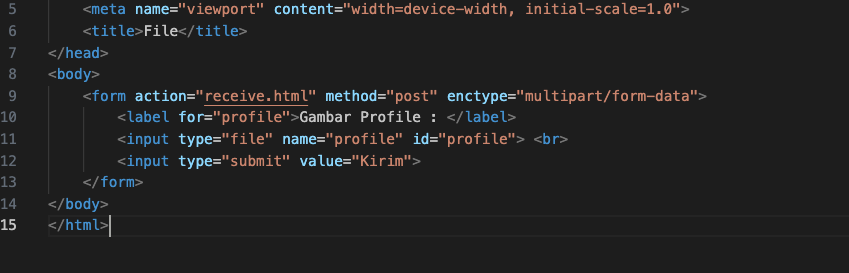 5 <meta name="viewport" content="width=device-width, initial-scale=1.0">
6 <title>File</title>
7 </head>
8 <body>
9 <form action="receive.html" method="post" enctype="multipart/form-data">
10 <label for="profile">Gambar Profile : </label>
11 <input type="file" name="profile" id="profile"> <br>
12 <input type="submit" value="Kirim">
13 </form>
14 </body>
15 </html>